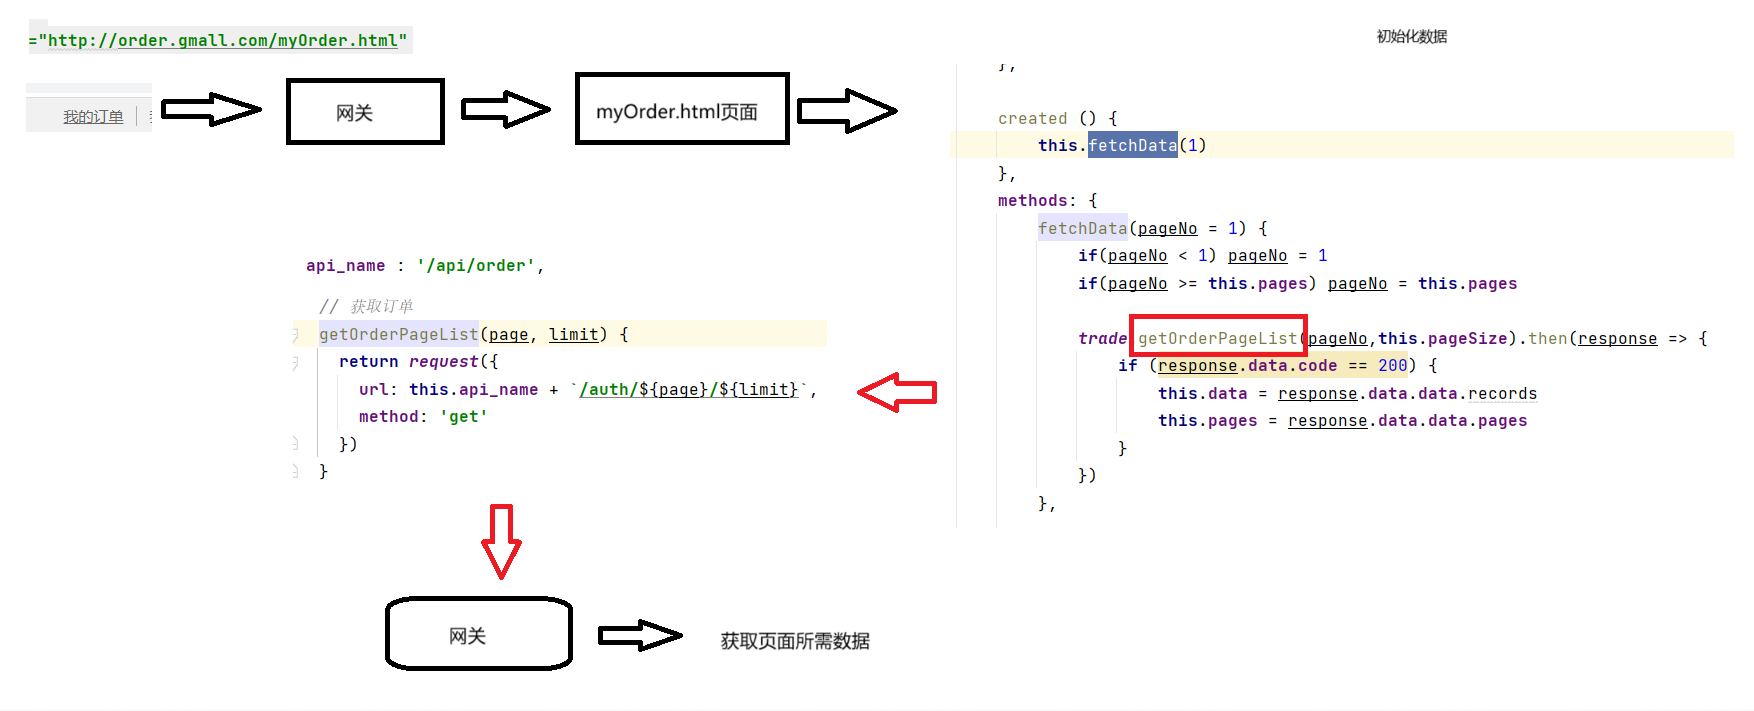 ="http://order.gmall.com/myOrder.html"
初始化数据
我的订单
网关
myOrder.html页面
},
created () {
this.fetchData(1)
},
methods: {
fetchData(pageNo = 1) {
if(pageNo < 1) pageNo = 1
if(pageNo >= this.pages) pageNo = this.pages
trade.getOrderPageList(pageNo,this.pageSize).then(response => {
if (response.data.code == 200) {
this.data = response.data.data.records
this.pages = response.data.data.pages
}
})
},
api_name : '/api/order',
// 获取订单
getOrderPageList(page, limit) {
return request({
url: this.api_name + `/auth/${page}/${limit}`,
method: 'get'
})
}
网关
获取页面所需数据